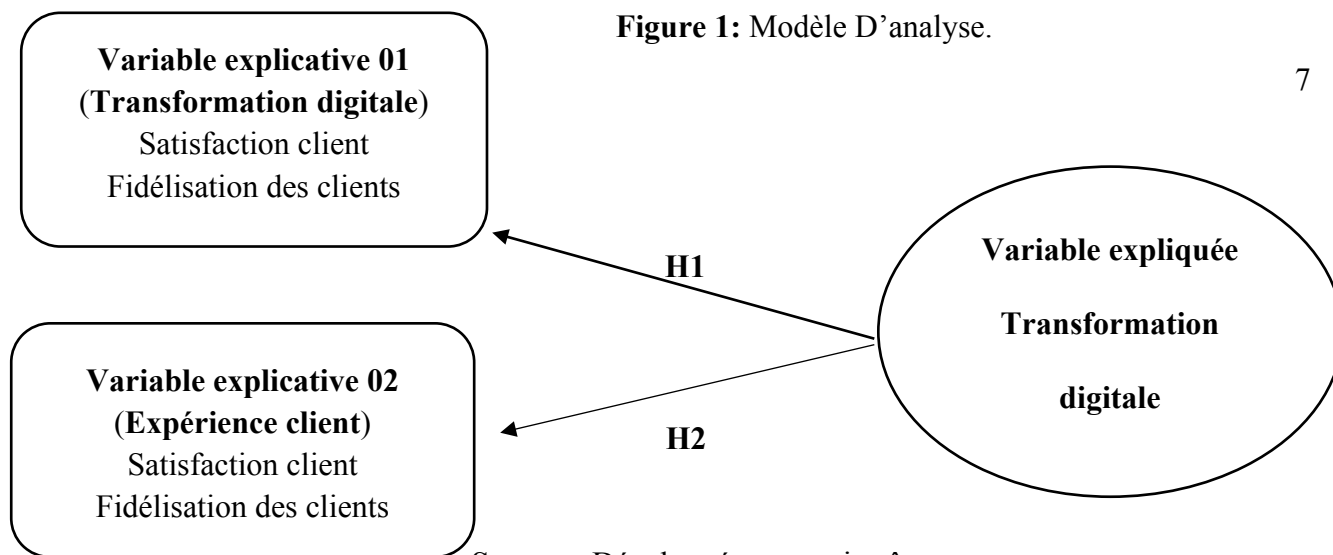 Figure 1: Modèle D’analyse.
7
Variable explicative 01
(Transformation digitale)
Satisfaction client
Fidélisation des clients
H1
Variable expliquée
Transformation
digitale
Variable explicative 02
(Expérience client)
Satisfaction client
Fidélisation des clients
H2